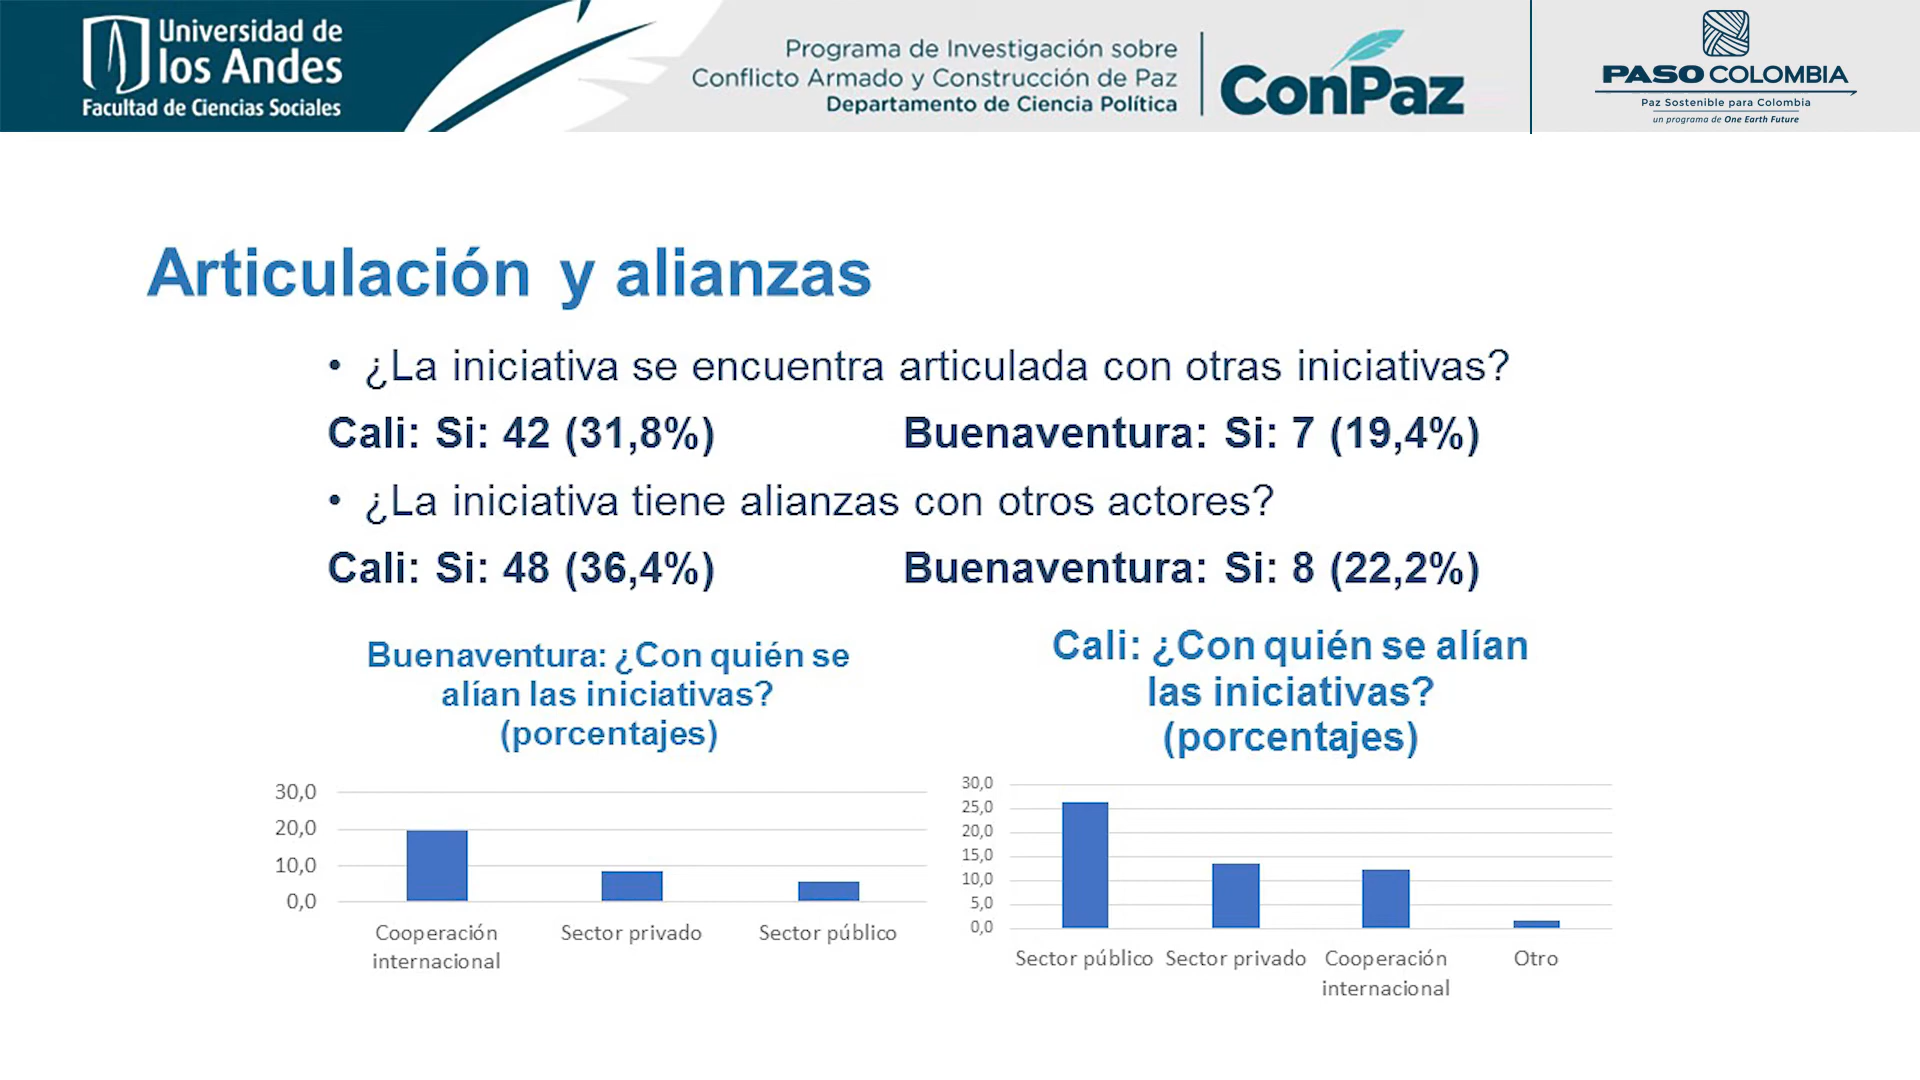 Universidad de
los Andes
Facultad de Ciencias Sociales
Programa de Investigación sobre
Conflicto Armado y Construcción de Paz
Departamento de Ciencia Política
ConPaz
PASO COLOMBIA
Paz Sostenible para Colombia
un programa de One Earth Future
Articulación y alianzas
• ¿La iniciativa se encuentra articulada con otras iniciativas?
Cali: Si: 42 (31,8%) Buenaventura: Si: 7 (19,4%)
• ¿La iniciativa tiene alianzas con otros actores?
Cali: Si: 48 (36,4%) Buenaventura: Si: 8 (22,2%)
Buenaventura: ¿Con quién se
alían las iniciativas?
(porcentajes)
30,0
20,0
10,0
0,0
Cooperación
internacional
Sector privado
Sector público
Cali: ¿Con quién se alían
las iniciativas?
(porcentajes)
30,0
25,0
20,0
15,0
10,0
5,0
0,0
Sector público
Sector privado
Cooperación
internacional
Otro